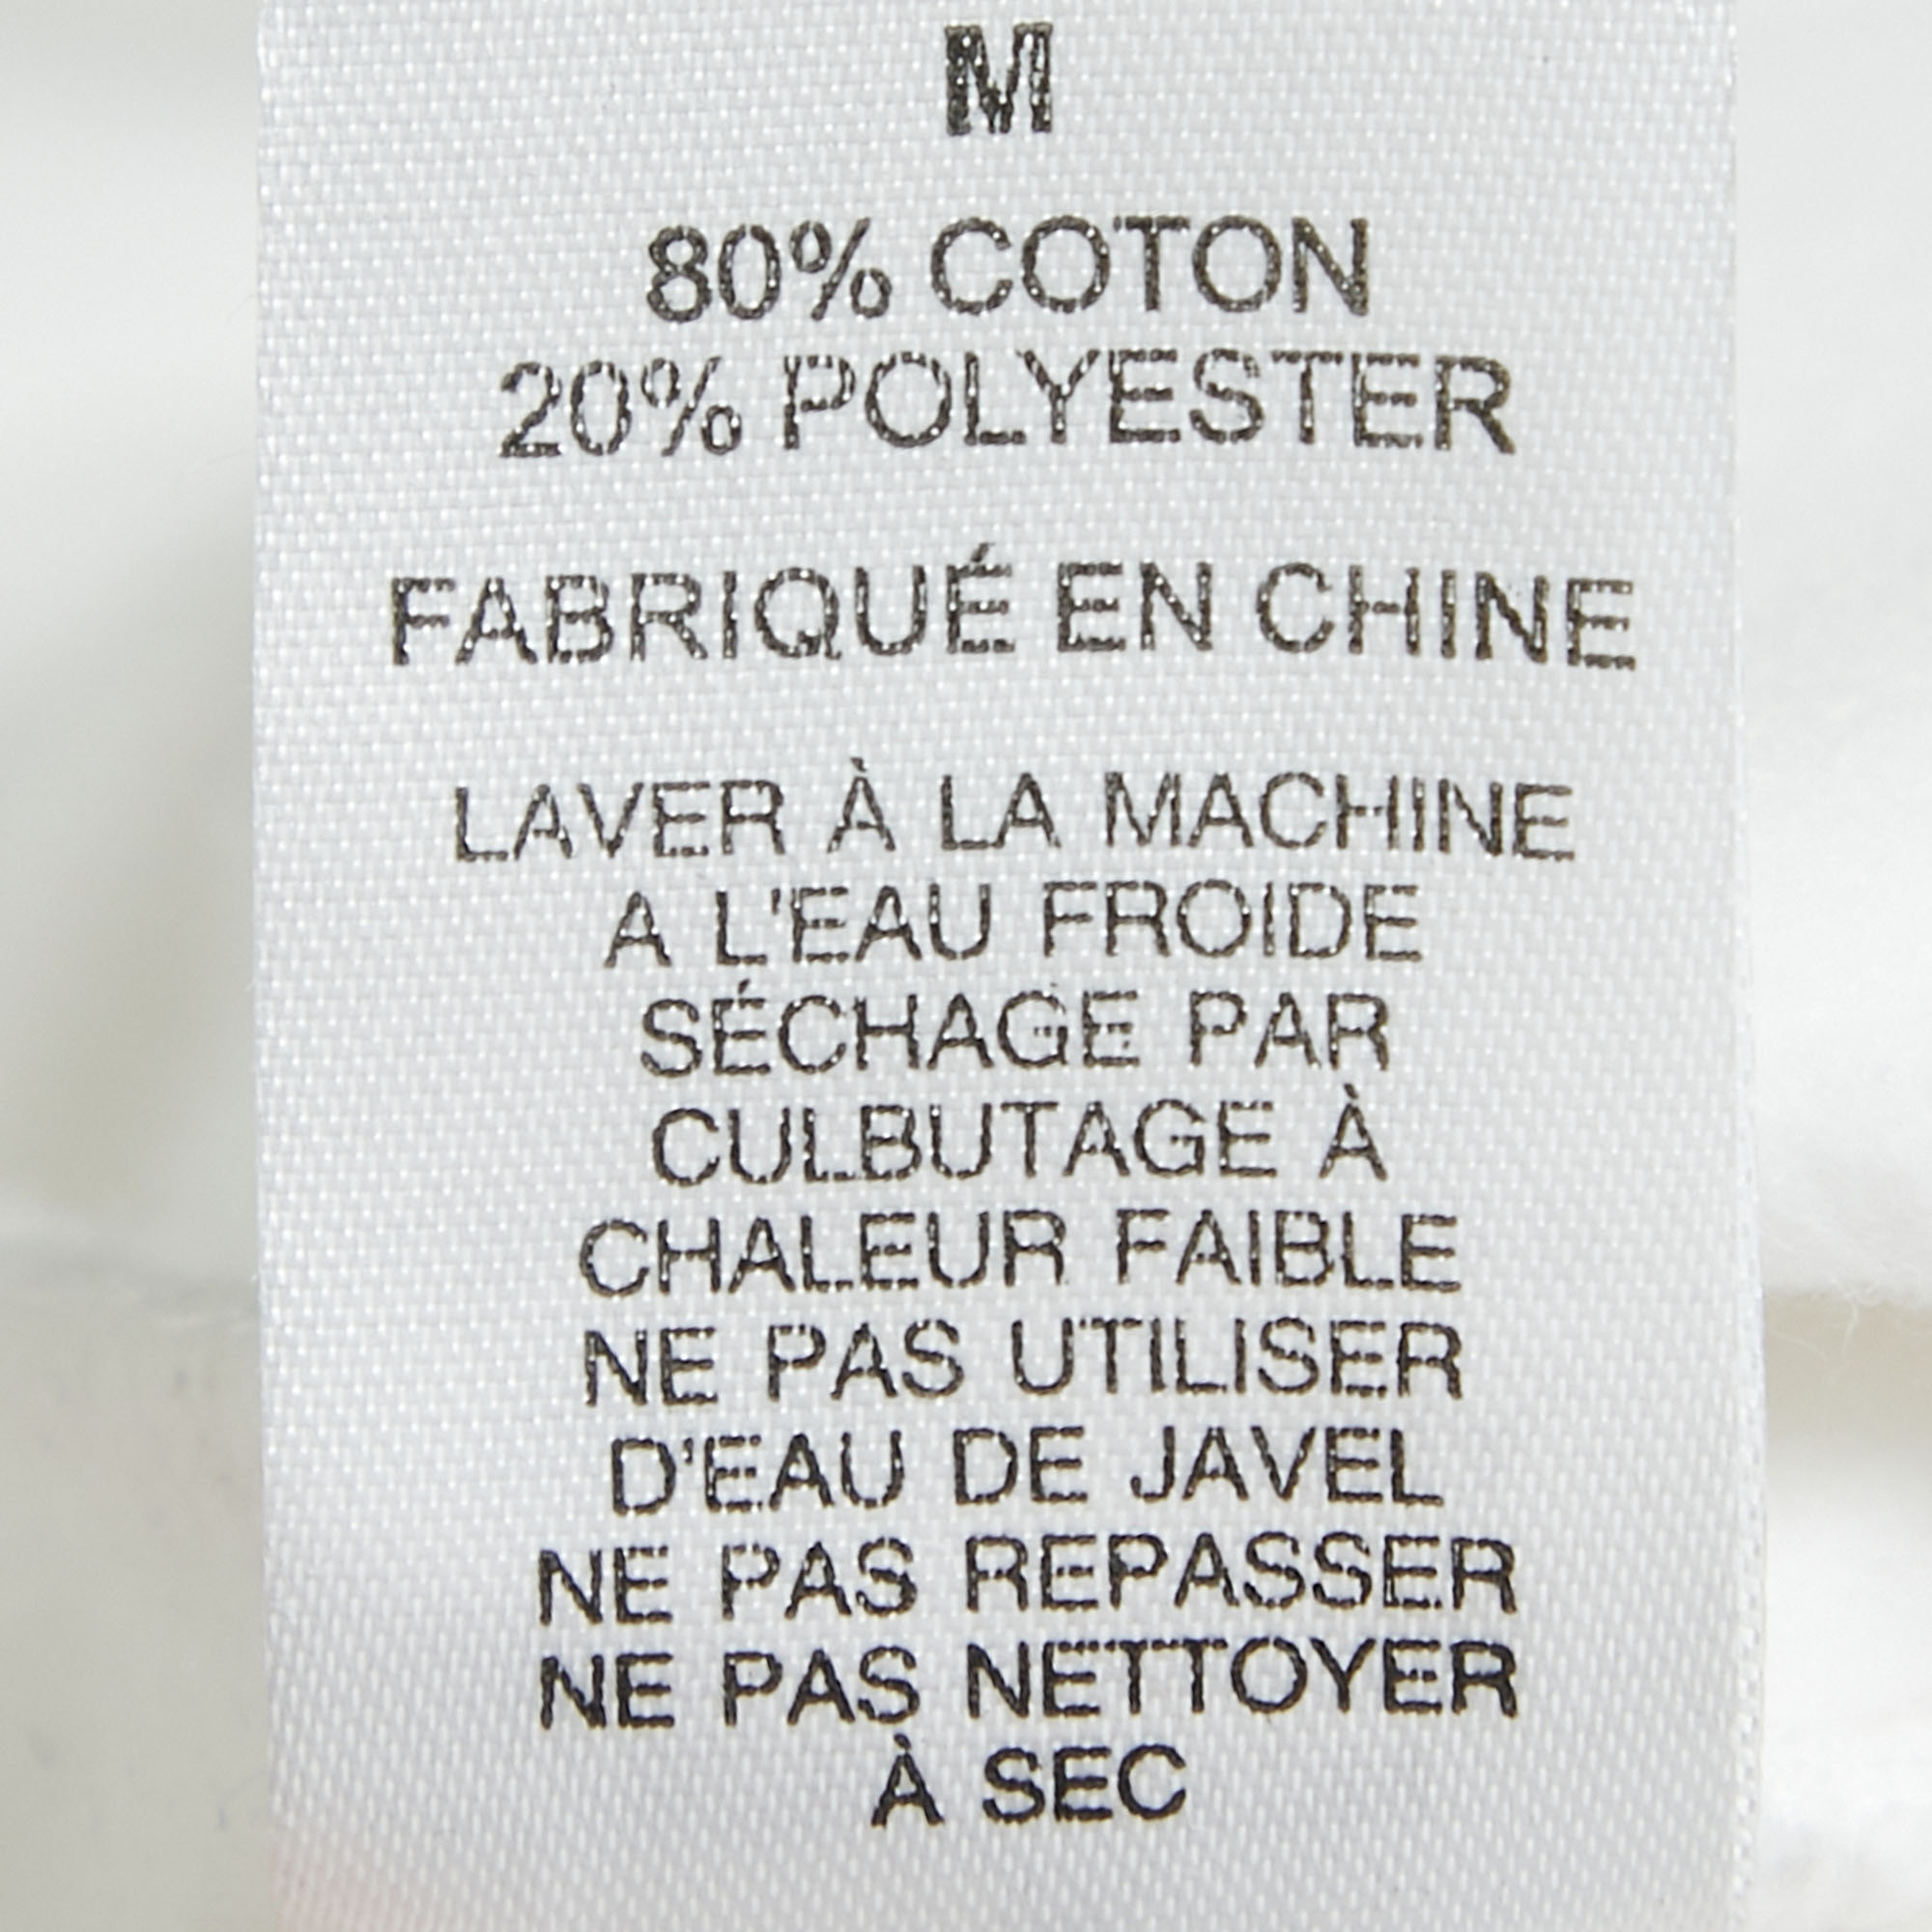 M
80% COTON
20% POLYESTER
FABRIQUÉ EN CHINE
LAVER À LA MACHINE
A L'EAU FROIDE
SÉCHAGE PAR
CULBUTAGE À
CHALEUR FAIBLE
NE PAS UTILISER
D'EAU DE JAVEL
NE PAS REPASSER
NE PAS NETTOYER
À SEC